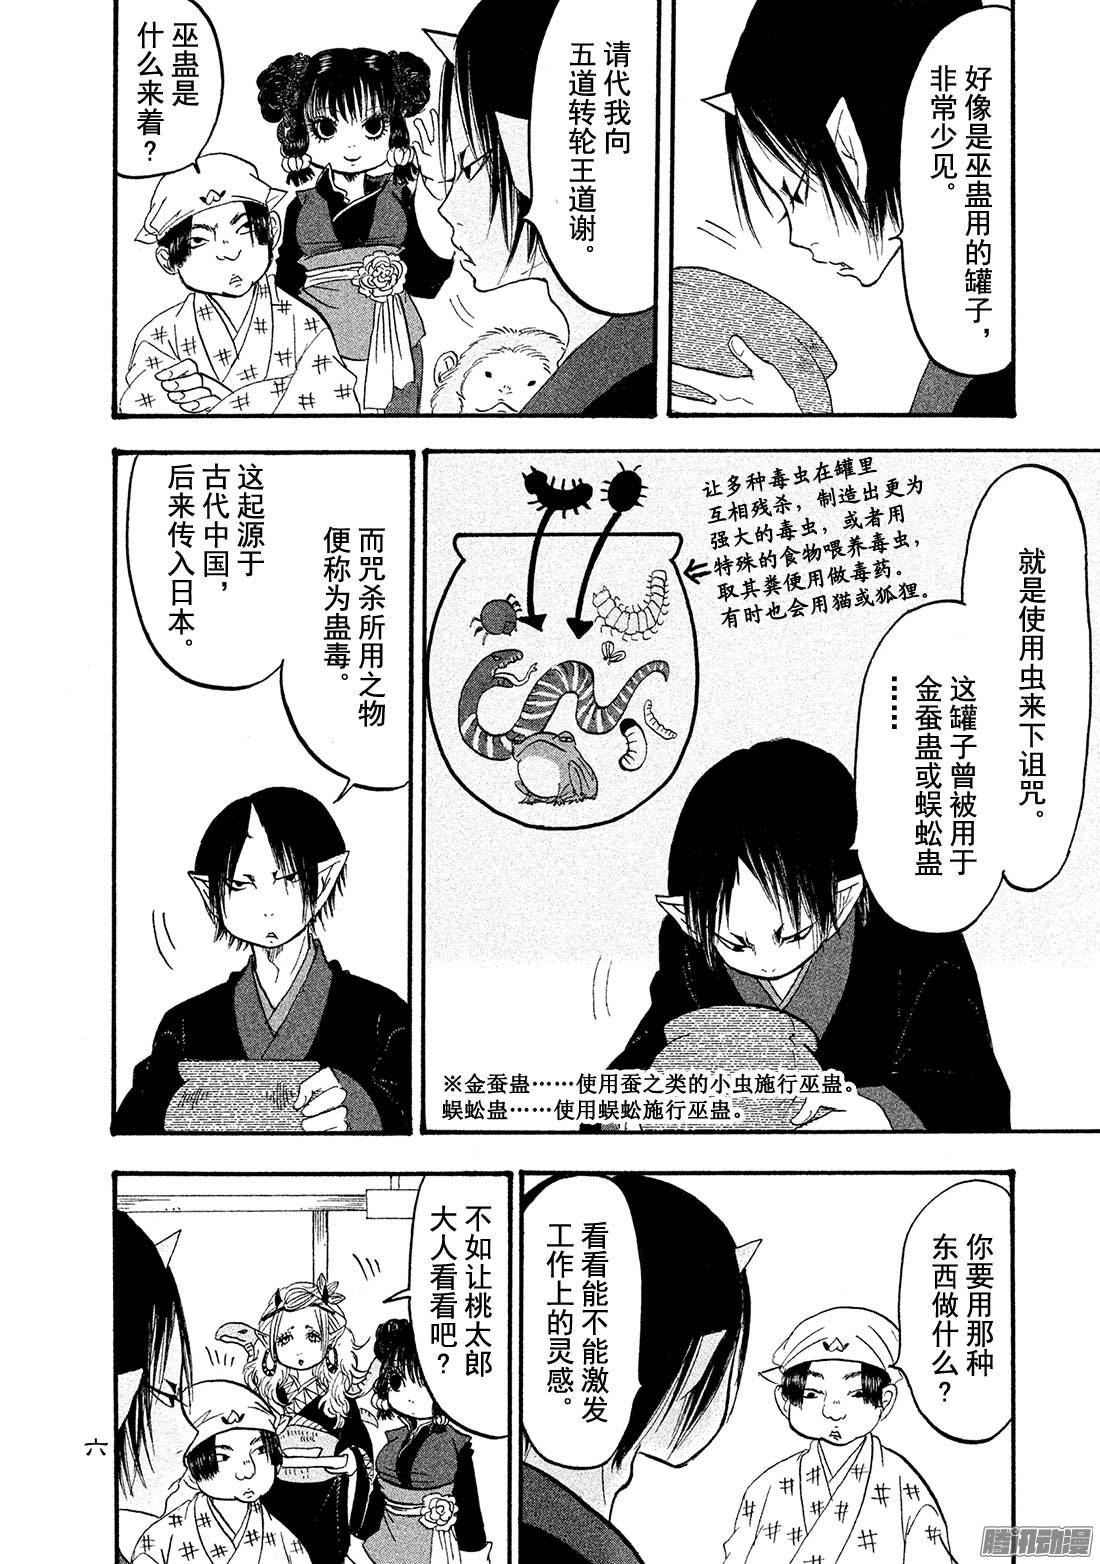 好像是巫蛊用的罐子，
非常少见。
请代我向
五道转轮王道谢。
巫蛊是
什么来着？
就是使用虫来下诅咒。
这罐子曾被用于
金蚕蛊或蜈蚣蛊
……
让多种毒虫在罐里
互相残杀，制造出更为
强大的毒虫，或者用
特殊的食物喂养毒虫，
取其粪便用做毒药。
有时也会用猫或狐狸。
※金蚕蛊……使用蚕之类的小虫施行巫蛊。
蜈蚣蛊……使用蜈蚣施行巫蛊。
而咒杀所用之物
便称为蛊毒。
这起源于
古代中国，
后来传入日本。
你要用那种
东西做什么？
看看能不能激发
工作上的灵感。
不如让桃太郎
大人看看吧？
六
腾讯动漫